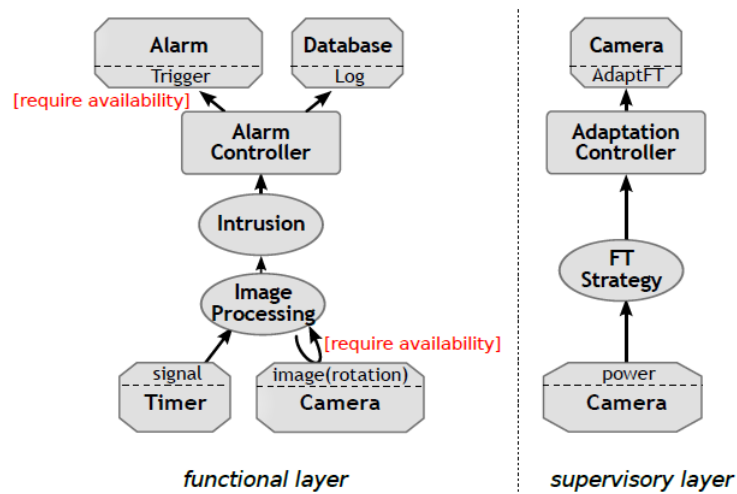 Alarm
Trigger
Database
Log
[require availability]
Alarm
Controller
Intrusion
Image
Processing
[require availability]
signal
Timer
image(rotation)
Camera
functional layer
Camera
AdaptFT
Adaptation
Controller
FT
Strategy
power
Camera
supervisory layer